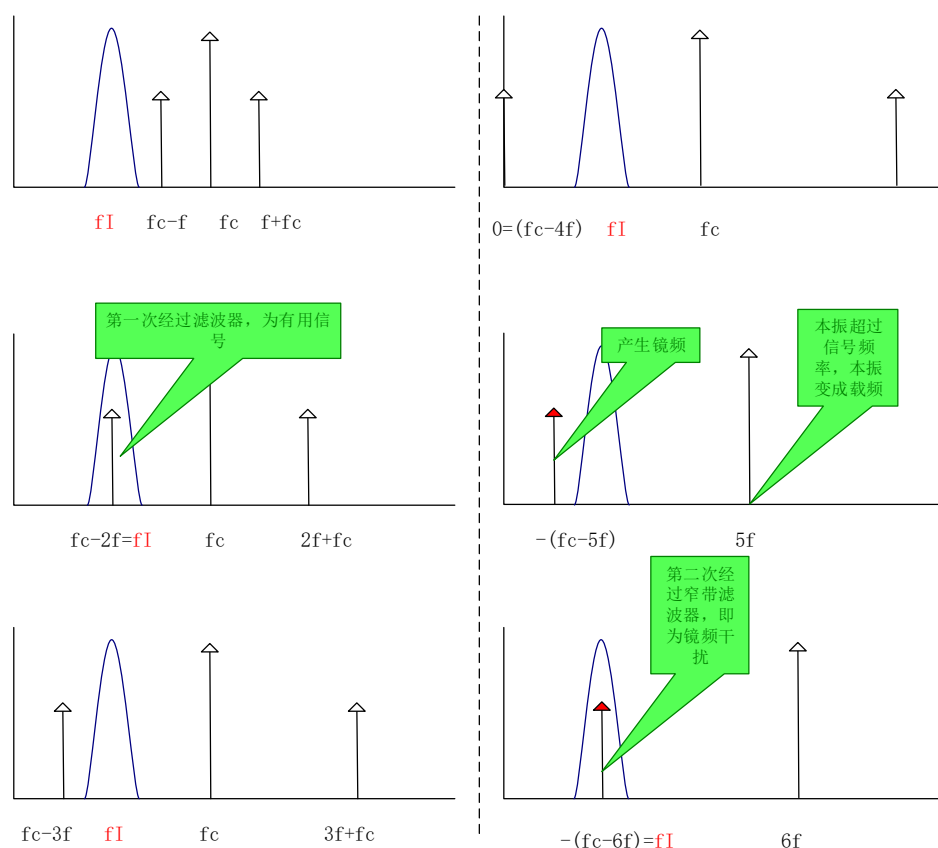 fI fc-f fc f+fc
第一次经过滤波器，为有用信
号
fc-2f=fI fc 2f+fc
fc-3f fI fc 3f+fc
0=(fc-4f) fI fc
产生镜频
本振超过
信号频
率，本振
变成载频
-(fc-5f) 5f
第二次经
过窄带滤
波器，即
为镜频干
扰
-(fc-6f)=fI 6f